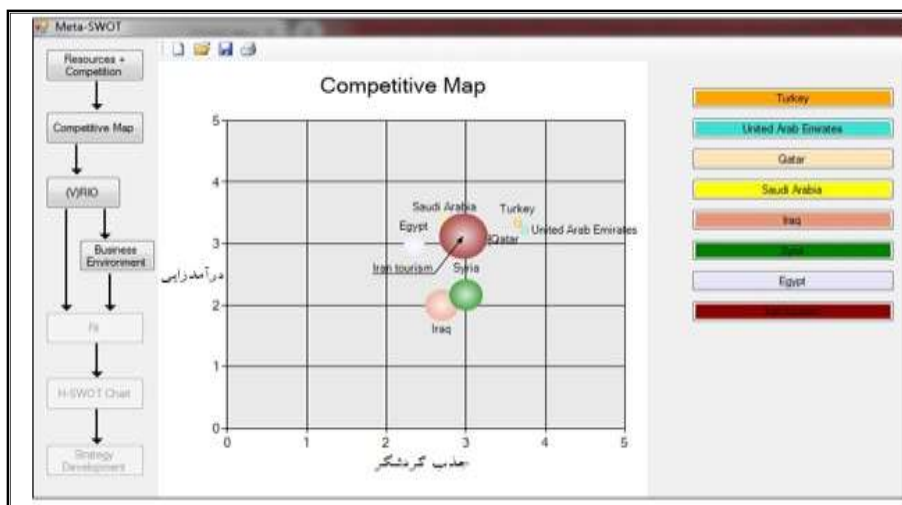 Meta-SWOT
Resources +
Competition
Competitive Map
(V)RIO
Business
Environment
Fit
H-SWOT Chart
Strategy
Development
Competitive Map
5
4
3
2
1
0
0
1
2
3
4
5
درآمدزایی
جذب گردشگر
Saudi Arabia
Turkey
Egypt
United Arab Emirates
Qatar
Iran tourism
Syria
Iraq
Turkey
United Arab Emirates
Qatar
Saudi Arabia
Iraq
Syria
Egypt